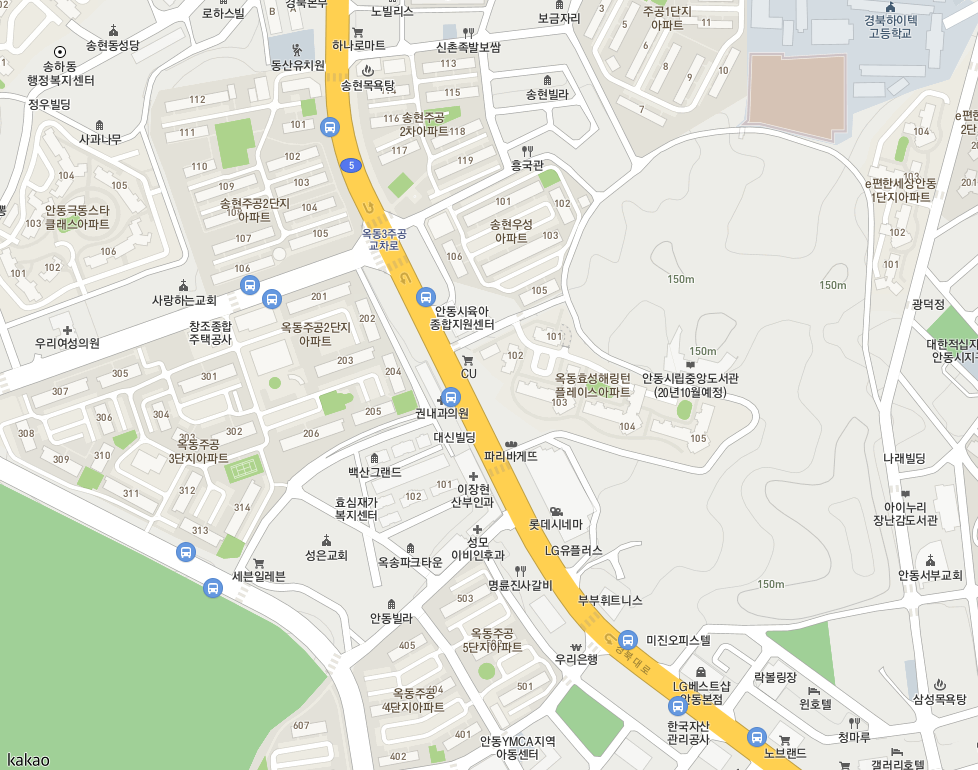 경북본부
노빌리스
로하스빌
보금자리
주공1단지
아파트
11
6
8
9
10
7
경북하이텍
고등학교
송현동성당
송하동
행정복지센터
동산유치원
하나로마트
신촌족발보쌈
송현목욕탕
송현빌라
정우빌딩
사과나무
112
111
101
110
102
109
103
송현주공2단지
아파트
107
105
106
114
115
116
송현주공
2차아파트
118
117
119
5
흥국관
104
105
안동극동스타
클래스아파트
103
106
101
102
101
102
송현우성
아파트
103
106
105
옥동3주공
교차로
104
e편한세상안동
1단지아파트
102
101
e편한
2단
150m
150m
150m
150m
광덕정
대한적십자
안동시지
사랑하는교회
우리여성의원
창조종합
주택공사
201
202
옥동주공2단지
아파트
203
204
205
206
안동시육아
종합지원센터
CU
101
102
옥동효성해링턴
플레이스아파트
103
104
105
안동시립중앙도서관
(20년10월예정)
305
301
307
303
302
308
309
310
옥동주공
3단지아파트
311
312
314
313
권내과의원
대신빌딩
파리바게뜨
백산그랜드
102
101
이장현
산부인과
효심재가
복지센터
롯데시네마
성모
이비인후과
LG유플러스
성은교회
옥송파크타운
세븐일레븐
명륜진사갈비
부부휘트니스
안동빌라
503
옥동주공
5단지아파트
501
405
옥동주공
4단지아파트
401
402
607
안동YMCA지역
아동센터
우리은행
경북대로
미진오피스텔
LG베스트샵
안동본점
한국자산
관리공사
노브랜드
락볼링장
윈호텔
청마루
갤러리호텔
삼성목욕탕
나래빌딩
아이누리
장난감도서관
안동서부교회
kakao